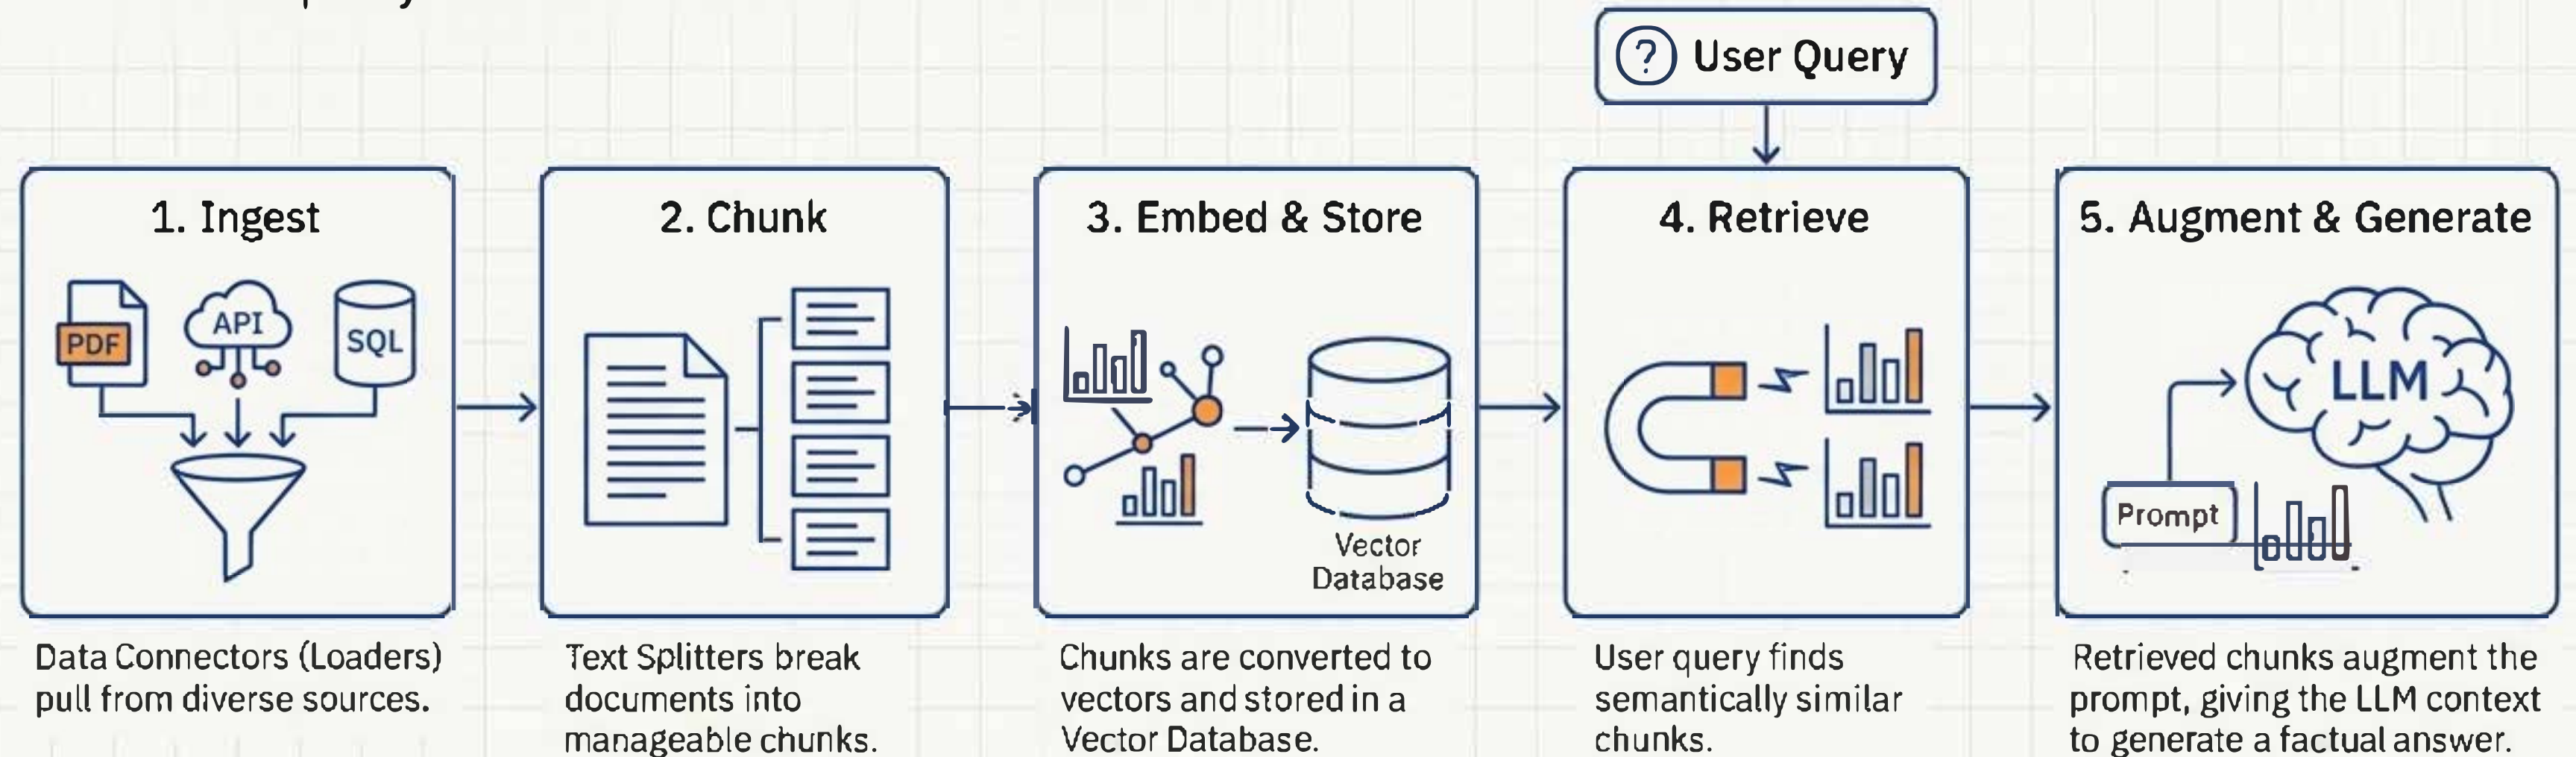 User Query
1. Ingest
2. Chunk
3. Embed & Store
4. Retrieve
5. Augment & Generate
PDF
API
SQL
LLM
Prompt
Vector
Database
Data Connectors (Loaders)
pull from diverse sources.
Text Splitters break
documents into
manageable chunks.
Chunks are converted to
vectors and stored in a
Vector Database.
User query finds
semantically similar
chunks.
Retrieved chunks augment the
prompt, giving the LLM context
to generate a factual answer.